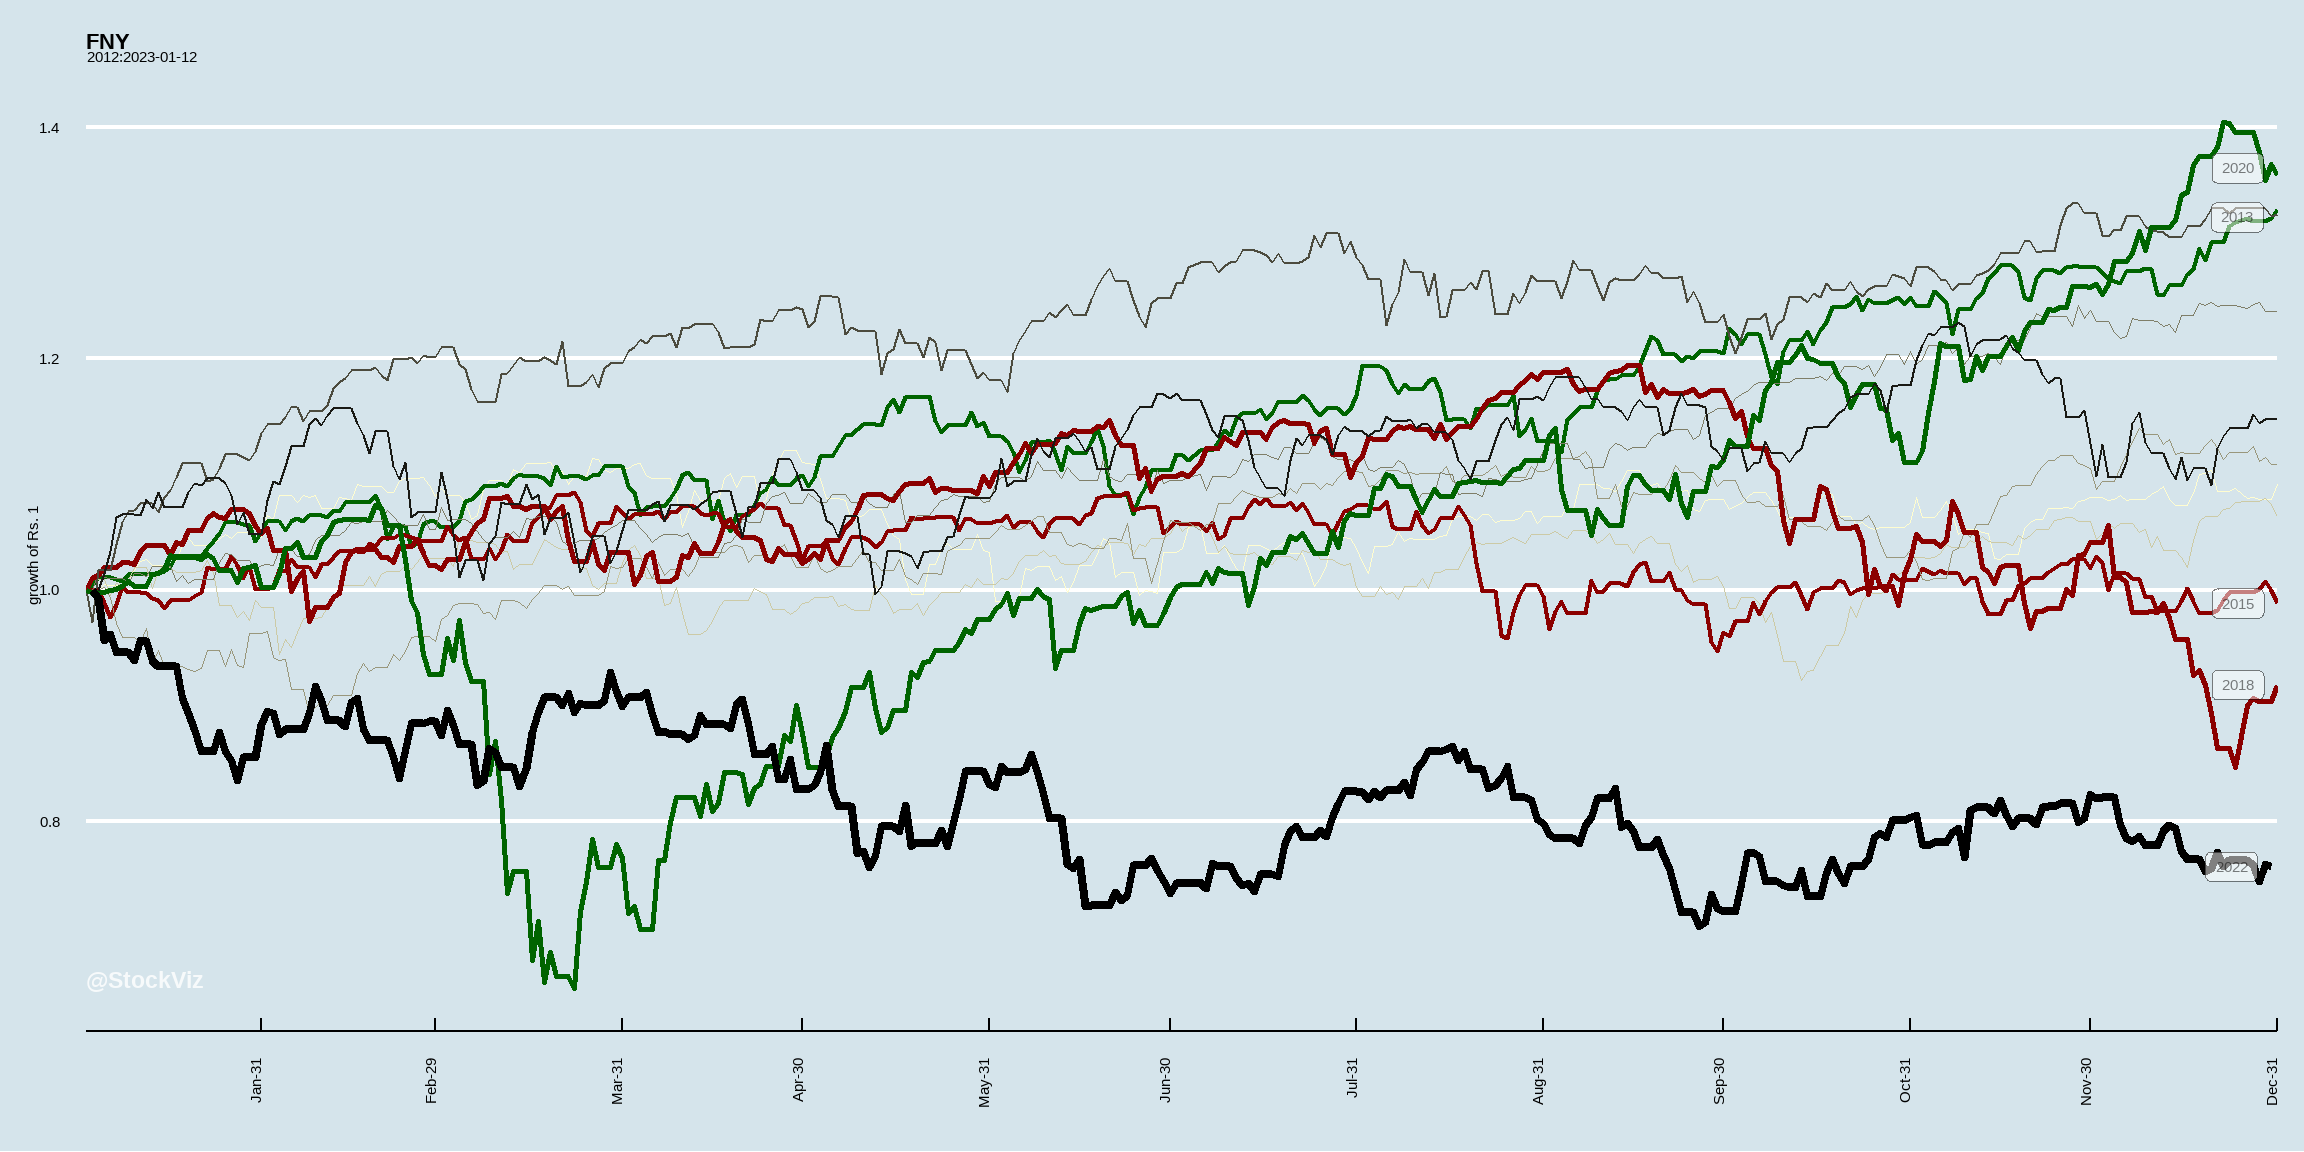 FNY
2012:2023-01-12
1.4
1.2
1.0
0.8
growth of Rs. 1
2020
2013
2015
2018
2022
@StockViz
Jan-31
Feb-29
Mar-31
Apr-30
May-31
Jun-30
Jul-31
Aug-31
Sep-30
Oct-31
Nov-30
Dec-31